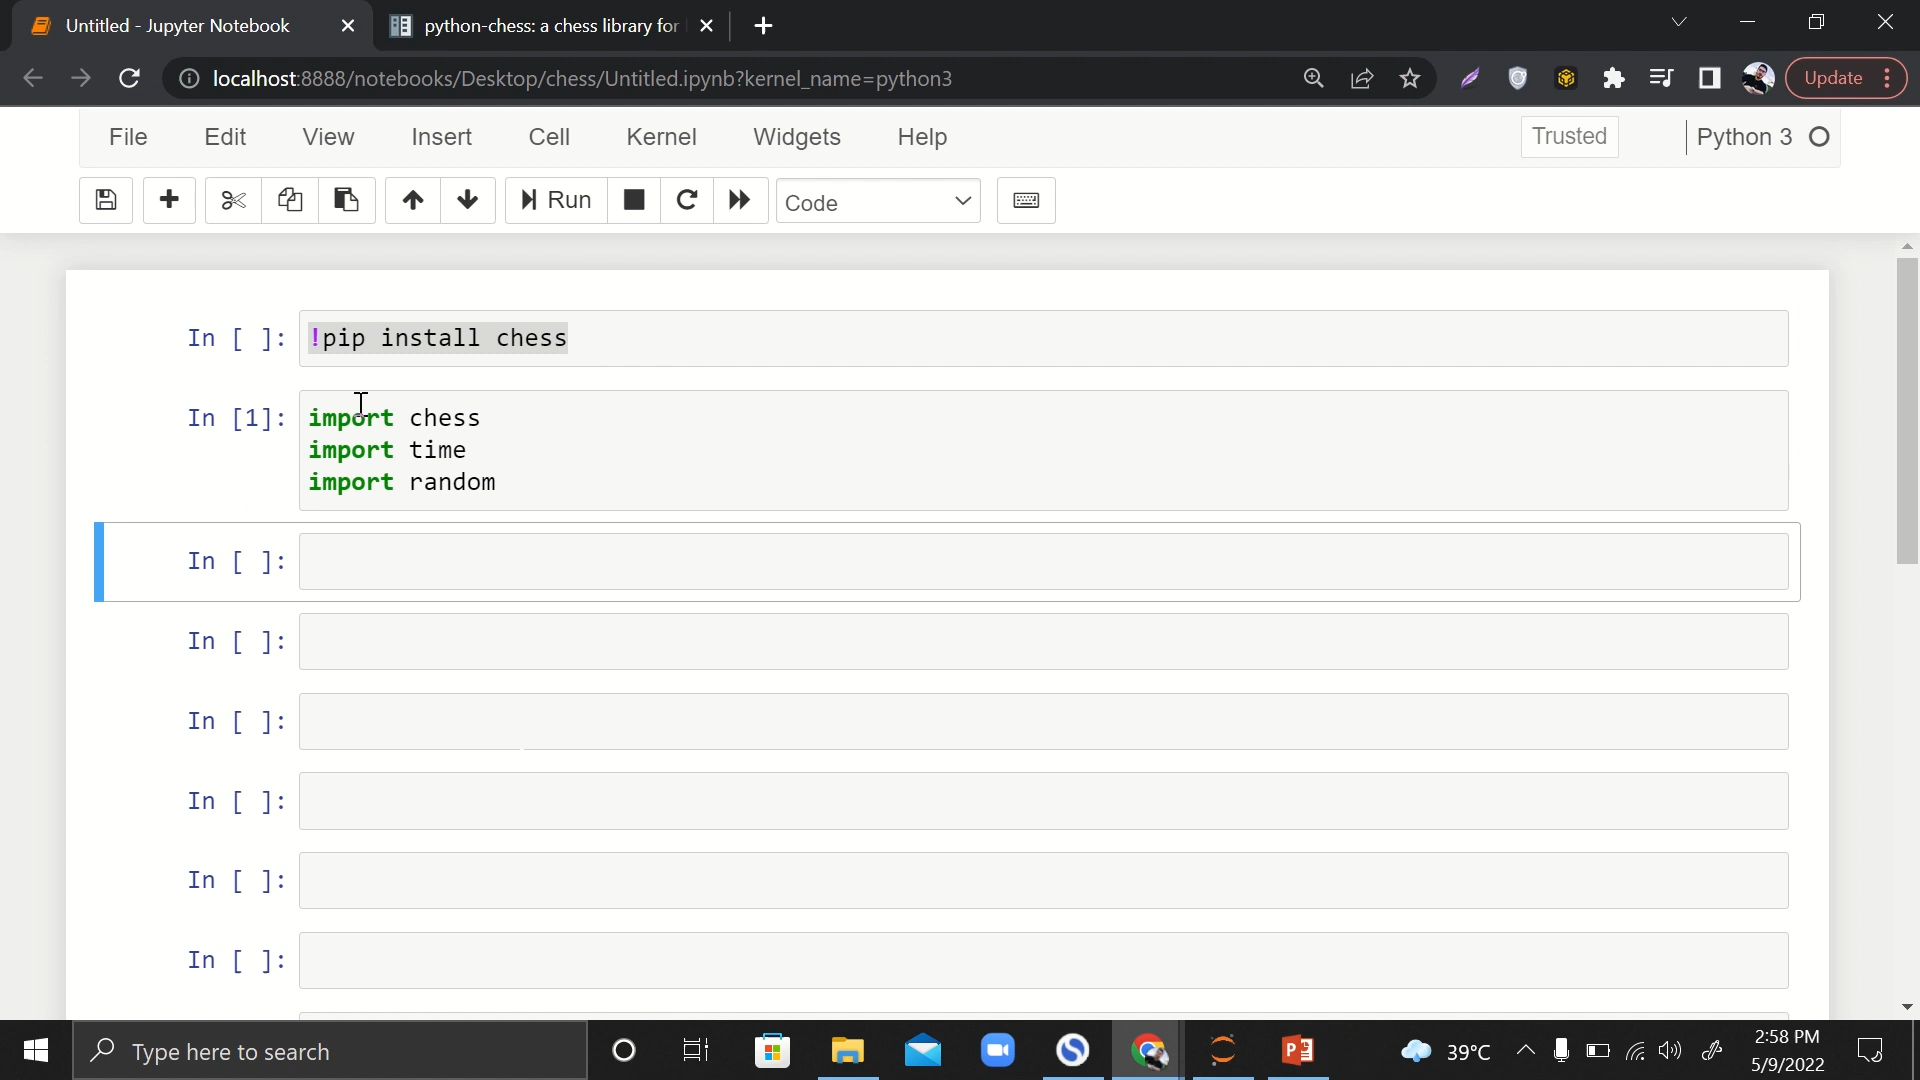 Untitled - Jupyter Notebook
python-chess: a chess library for
localhost:8888/notebooks/Desktop/chess/Untitled.ipynb?kernel_name=python3
Update
File Edit View Insert Cell Kernel Widgets Help
Trusted
Python 3
Run
Code
In [ ]: !pip install chess
In [1]: import chess
import time
import random
In [ ]:
In [ ]:
In [ ]:
In [ ]:
In [ ]:
In [ ]:
Type here to search
39°C
2:58 PM
5/9/2022